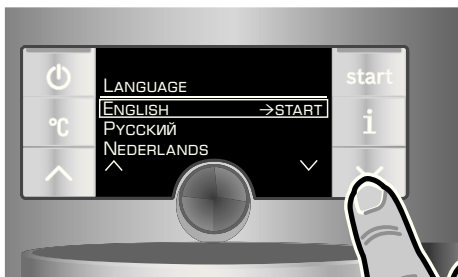 start
LANGUAGE
ENGLISH →START
°C
i
РУССКИЙ
NEDERLANDS